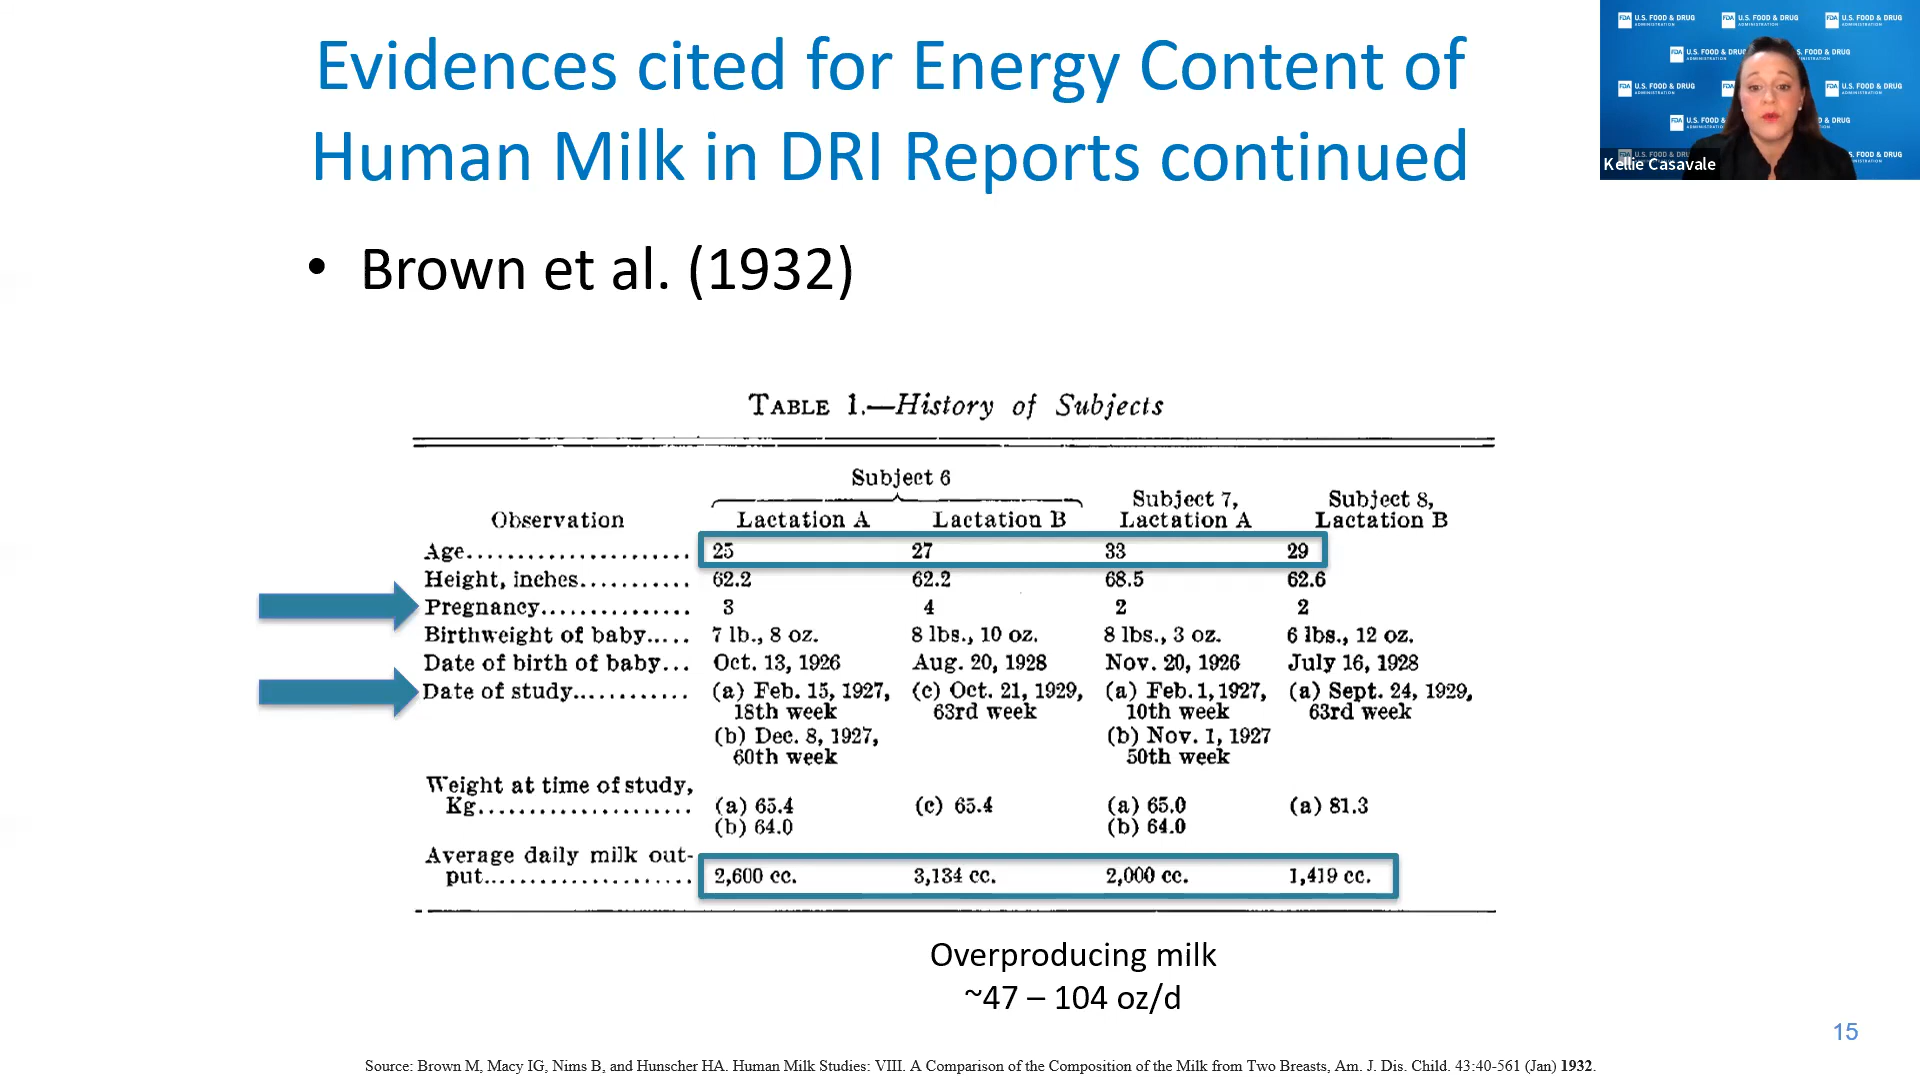 Evidences cited for Energy Content of
Human Milk in DRI Reports continued
• Brown et al. (1932)
TABLE 1.—History of Subjects
Subject 6
Subject 7, Subject 8,
Observation Lactation A Lactation B Lactation A Lactation B
Age...................... 25 27 33 29
Height, inches........... 62.2 62.2 68.5 62.6
Pregnancy............... 3 4 2 2
Birthweight of baby..... 7 lb., 8 oz. 8 lbs., 10 oz. 8 lbs., 3 oz. 6 lbs., 12 oz.
Date of birth of baby... Oct. 13, 1926 Aug. 20, 1928 Nov. 20, 1926 July 16, 1928
Date of study............ (a) Feb. 15, 1927, (c) Oct. 21, 1929, (a) Feb. 1, 1927, (a) Sept. 24, 1929,
18th week 63rd week 10th week 63rd week
(b) Dec. 8, 1927, (b) Nov. 1, 1927
60th week 50th week
Weight at time of study,
Kg..................... (a) 65.4 (c) 65.4 (a) 65.0 (a) 81.3
(b) 64.0 (b) 64.0
Average daily milk out-
put..................... 2,600 cc. 3,134 cc. 2,000 cc. 1,419 cc.
Overproducing milk
~47 – 104 oz/d
15
Source: Brown M, Macy IG, Nims B, and Hunscher HA. Human Milk Studies: VIII. A Comparison of the Composition of the Milk from Two Breasts, Am. J. Dis. Child. 43:40-561 (Jan) 1932.
FDA U.S. FOOD & DRUG ADMINISTRATION
Kellie Casavale